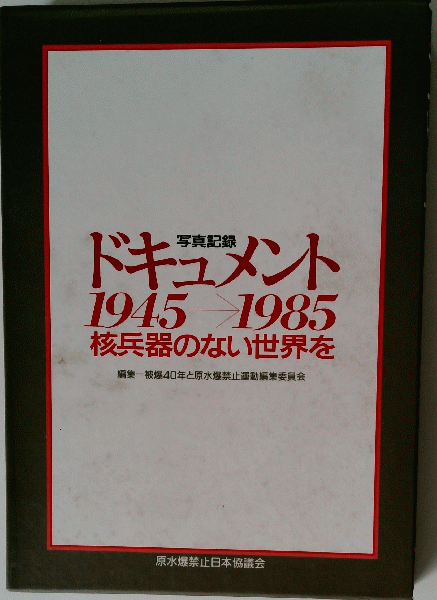 写真記録
ドキュメント
1945→1985
核兵器のない世界を
編集―被爆40年と原水爆禁止運動編集委員会
原水爆禁止日本協議会